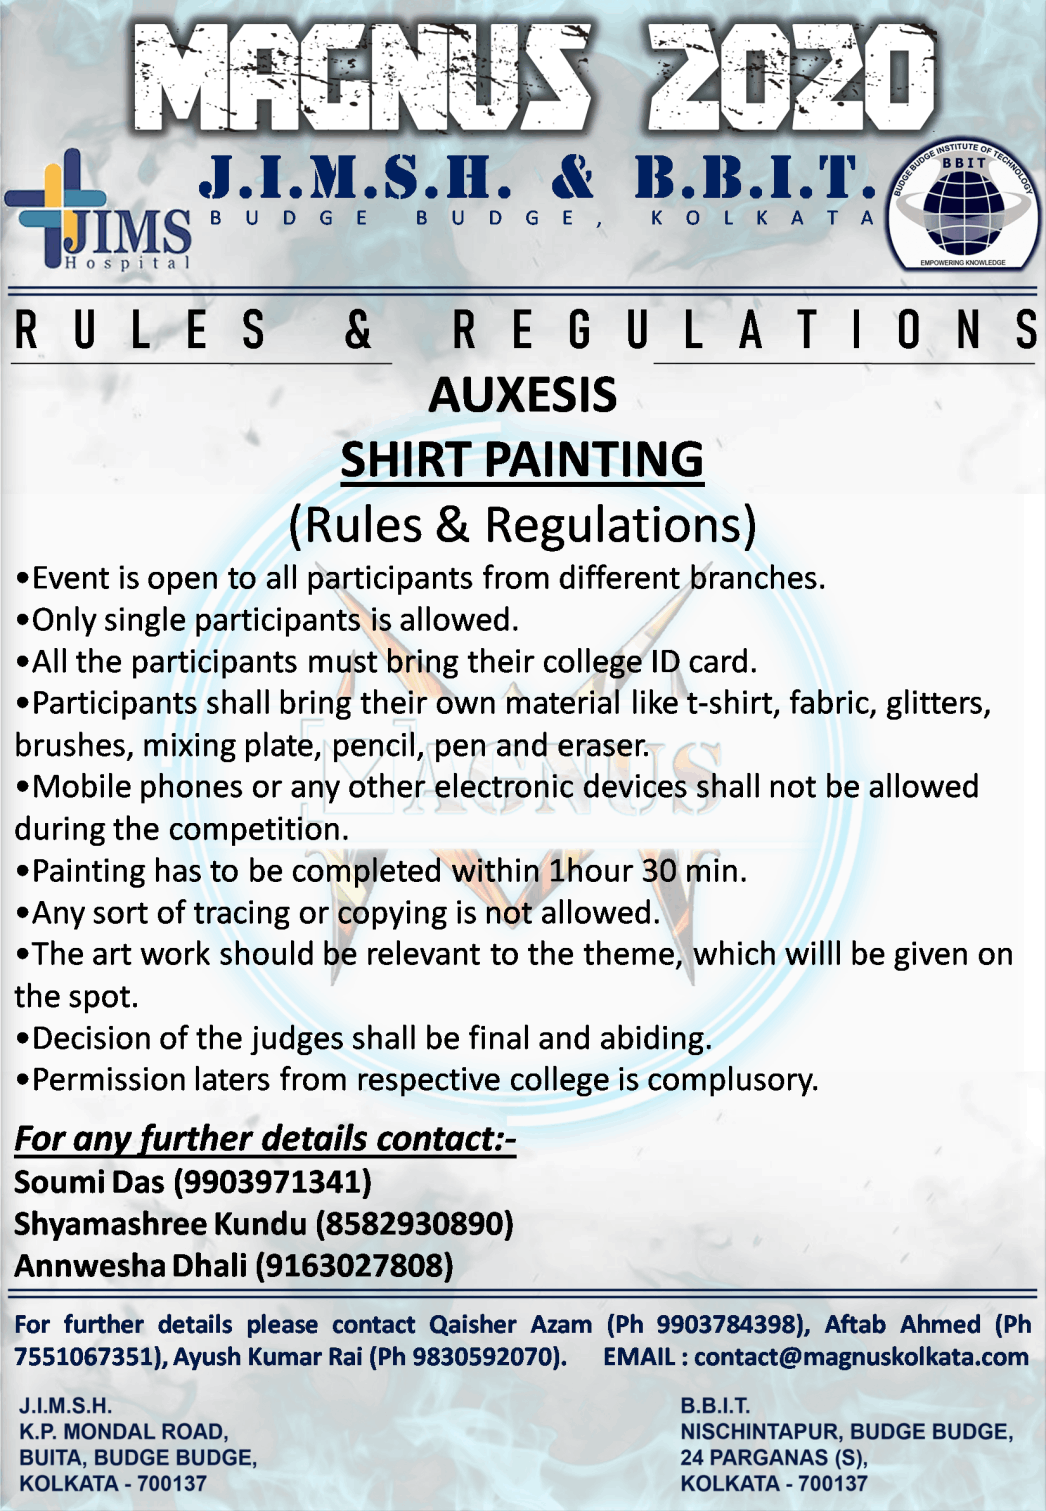 MAGNUS 2020
J.I.M.S.H. & B.B.I.T.
BUDGE BUDGE, KOLKATA
JIMS
Hospital
BUDGE BUDGE INSTITUTE OF TECHNOLOGY
BBIT
EMPOWERING KNOWLEDGE
RULES & REGULATIONS
AUXESIS
SHIRT PAINTING
(Rules & Regulations)
•Event is open to all participants from different branches.
•Only single participants is allowed.
•All the participants must bring their college ID card.
•Participants shall bring their own material like t-shirt, fabric, glitters,
brushes, mixing plate, pencil, pen and eraser.
MAGNUS
•Mobile phones or any other electronic devices shall not be allowed
during the competition.
•Painting has to be completed within 1hour 30 min.
•Any sort of tracing or copying is not allowed.
•The art work should be relevant to the theme, which willl be given on
the spot.
•Decision of the judges shall be final and abiding.
•Permission laters from respective college is complusory.
For any further details contact:-
Soumi Das (9903971341)
Shyamashree Kundu (8582930890)
Annwesha Dhali (9163027808)
For further details please contact Qaisher Azam (Ph 9903784398), Aftab Ahmed (Ph
7551067351), Ayush Kumar Rai (Ph 9830592070). EMAIL : contact@magnuskolkata.com
J.I.M.S.H.
K.P. MONDAL ROAD,
BUITA, BUDGE BUDGE,
KOLKATA - 700137
B.B.I.T.
NISCHINTAPUR, BUDGE BUDGE,
24 PARGANAS (S),
KOLKATA - 700137